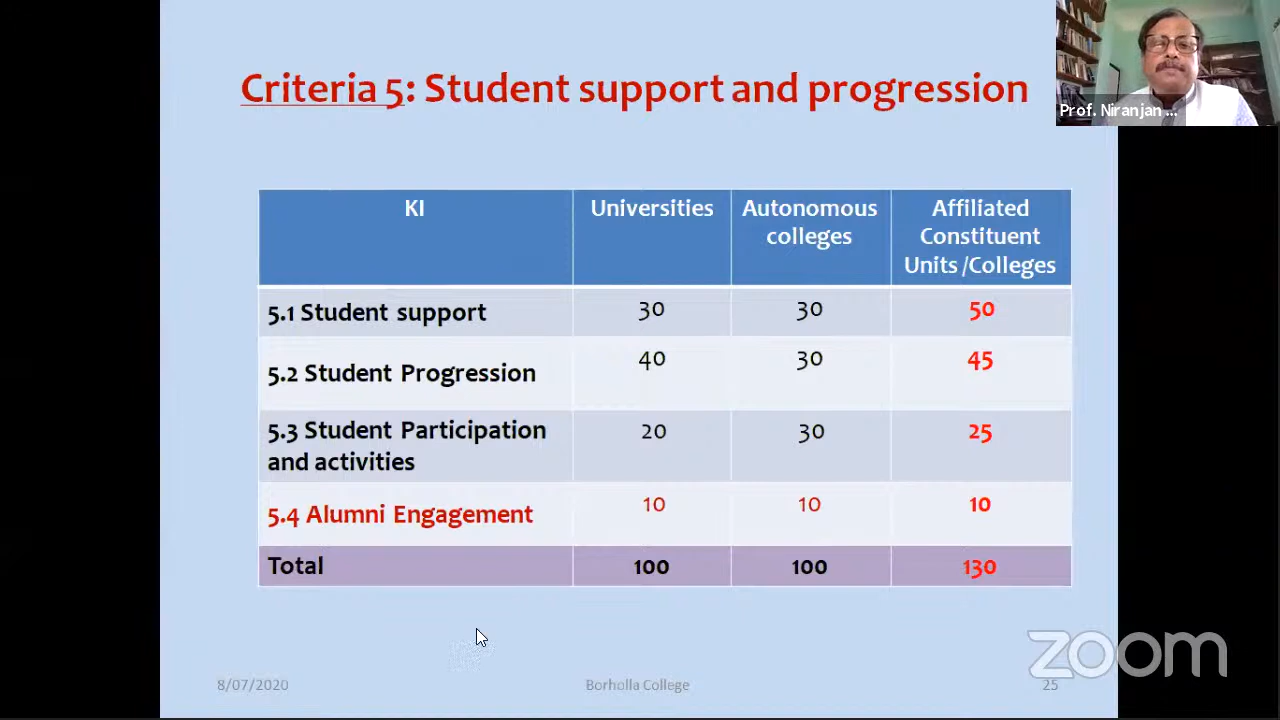 Criteria 5: Student support and progression
Prof. Niranjan ...
KI
Universities
Autonomous
colleges
Affiliated
Constituent
Units /Colleges
5.1 Student support
30
30
50
5.2 Student Progression
40
30
45
5.3 Student Participation
and activities
20
30
25
5.4 Alumni Engagement
10
10
10
Total
100
100
130
zoom
8/07/2020
Borholla College
25